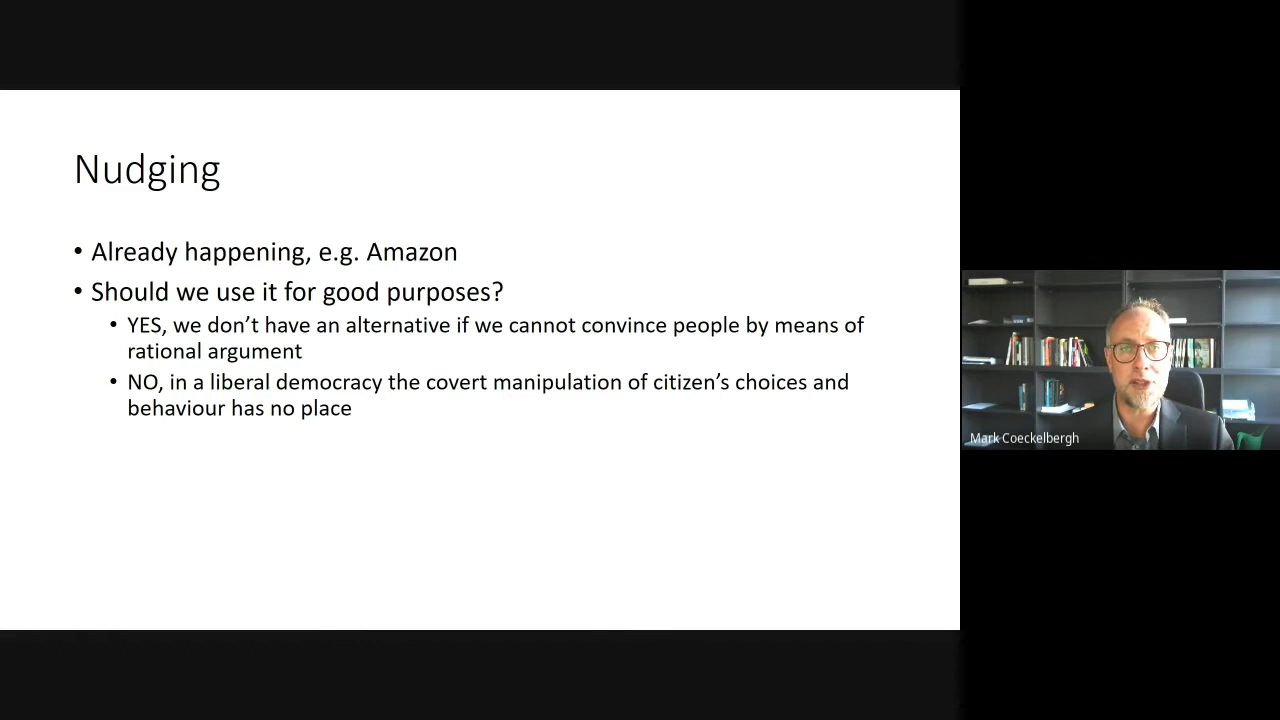 Nudging
• Already happening, e.g. Amazon
• Should we use it for good purposes?
• YES, we don’t have an alternative if we cannot convince people by means of
rational argument
• NO, in a liberal democracy the covert manipulation of citizen’s choices and
behaviour has no place
Mark Coeckelbergh